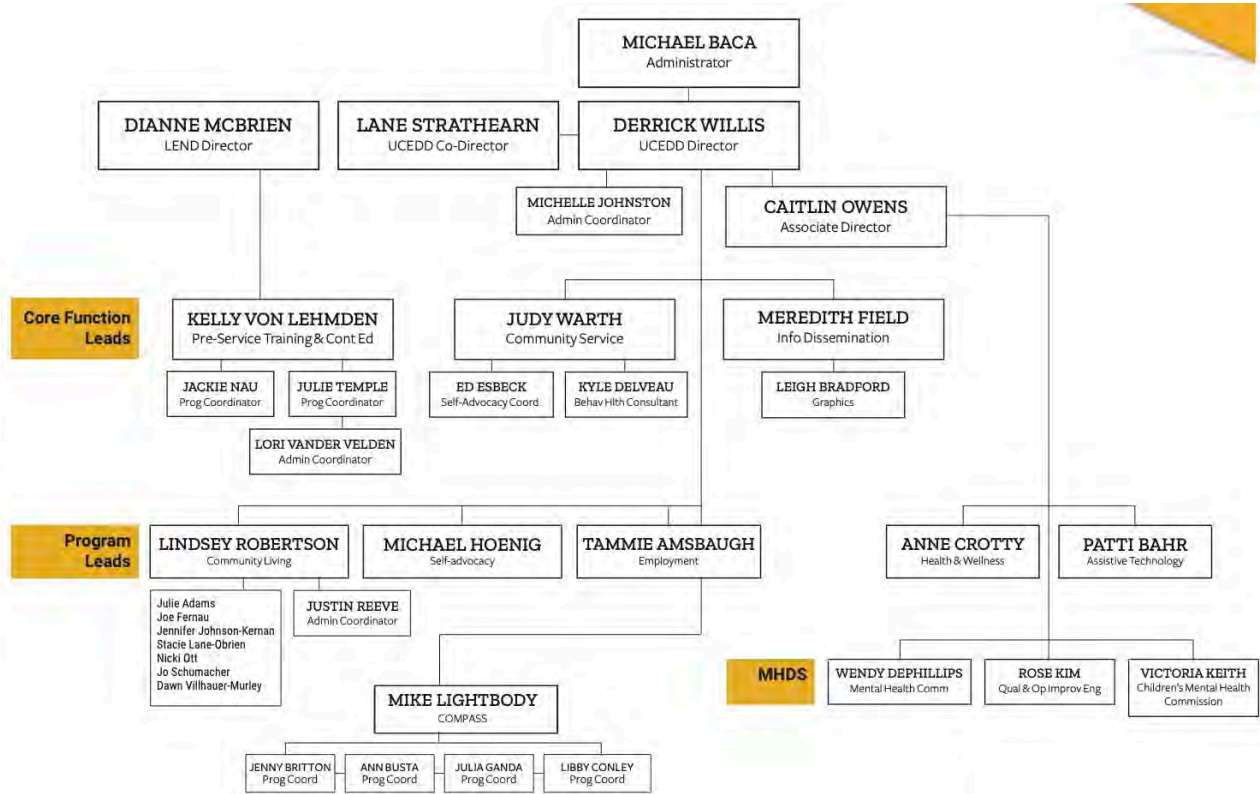 MICHAEL BACA
Administrator
DIANNE MCBRIEN
LEND Director
LANE STRATHEARN
UCEDD Co-Director
DERRICK WILLIS
UCEDD Director
MICHELLE JOHNSTON
Admin Coordinator
CAITLIN OWENS
Associate Director
Core Function
Leads
KELLY VON LEHMDEN
Pre-Service Training & Cont Ed
JUDY WARTH
Community Service
MEREDITH FIELD
Info Dissemination
JACKIE NAU
Prog Coordinator
JULIE TEMPLE
Prog Coordinator
ED ESBECK
Self-Advocacy Coord
KYLE DELVEAU
Behav Hlth Consultant
LEIGH BRADFORD
Graphics
LORI VANDER VELDEN
Admin Coordinator
Program
Leads
LINDSEY ROBERTSON
Community Living
MICHAEL HOENIG
Self-advocacy
TAMMIE AMSBAUGH
Employment
ANNE CROTTY
Health & Wellness
PATTI BAHR
Assistive Technology
Julie Adams
Joe Fernau
Jennifer Johnson-Kernan
Stacie Lane-Obrien
Nicki Ott
Jo Schumacher
Dawn Villhauer-Murley
JUSTIN REEVE
Admin Coordinator
MHDS
WENDY DEPHILLIPS
Mental Health Comm
ROSE KIM
Qual & Op Improv Eng
VICTORIA KEITH
Children's Mental Health
Commission
MIKE LIGHTBODY
COMPASS
JENNY BRITTON
Prog Coord
ANN BUSTA
Prog Coord
JULIA GANDA
Prog Coord
LIBBY CONLEY
Prog Coord